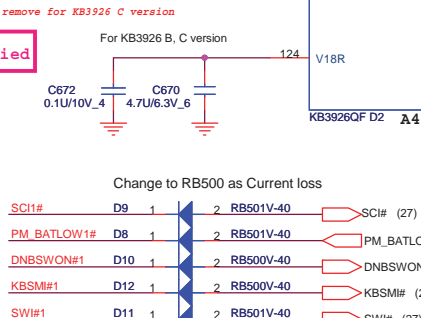 remove for KB3926 C version
For KB3926 B, C version
ied
124 V18R
C672
0.1U/10V_4
C670
4.7U/6.3V_6
KB3926QF D2 A4
Change to RB500 as Current loss
SCI1# D9 1 2 RB501V-40 SCI# (27)
PM_BATLOW1# D8 1 2 RB501V-40 PM_BATLO
DNBSWON#1 D10 1 2 RB500V-40 DNBSWON
KBSMI#1 D12 1 2 RB500V-40 KBSMI# (2
SWI#1 D11 1 2 RB501V-40 SWI# (27)